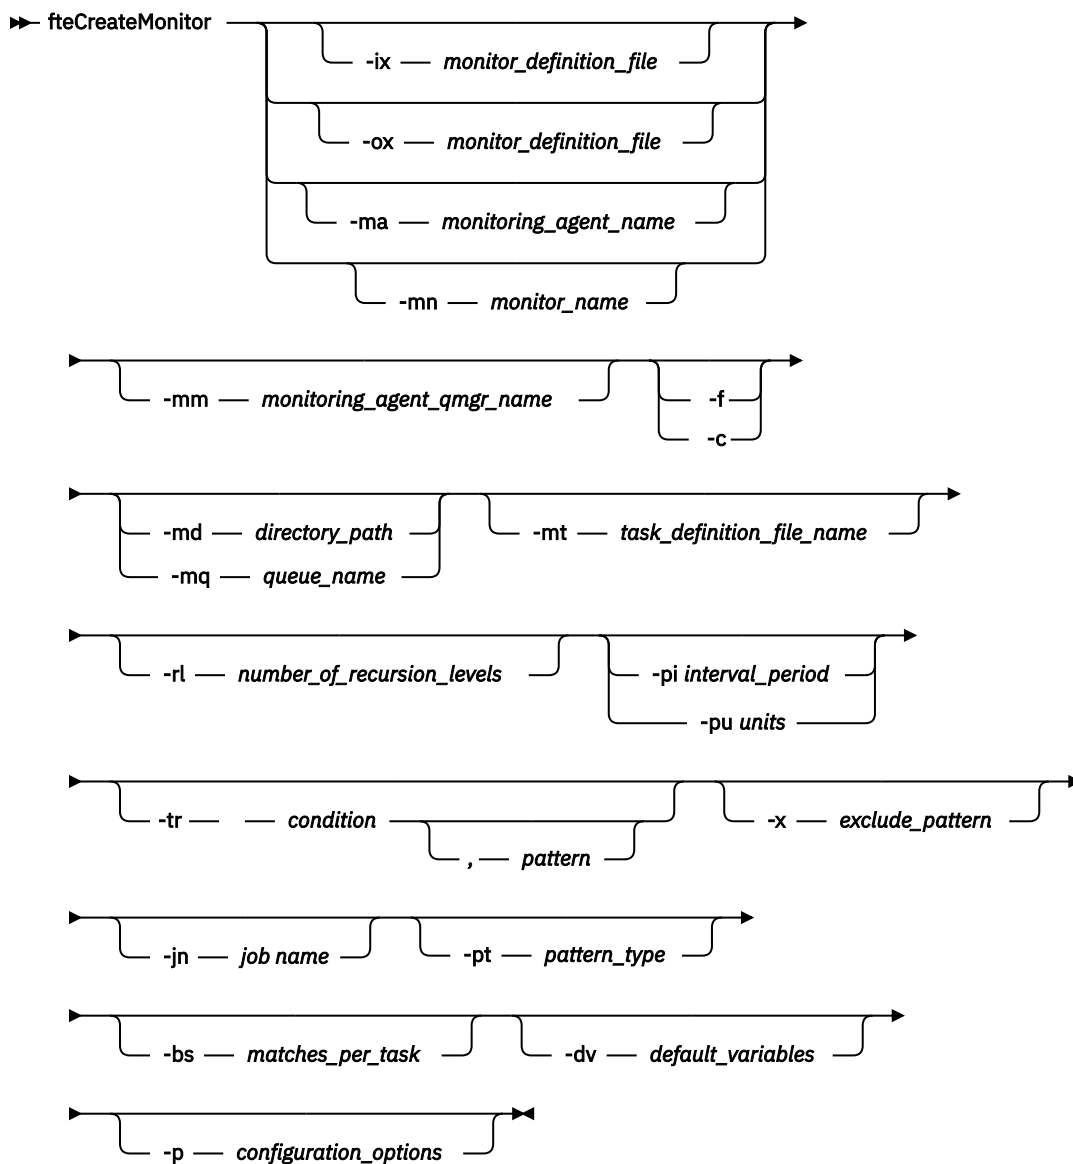 fteCreateMonitor
-ix monitor_definition_file
-ox monitor_definition_file
-ma monitoring_agent_name
-mn monitor_name
-mm monitoring_agent_qmgr_name -f
-c
-md directory_path -mt task_definition_file_name
-mq queue_name
-rl number_of_recursion_levels -pi interval_period
-pu units
-tr condition -x exclude_pattern
, pattern
-jn job name -pt pattern_type
-bs matches_per_task -dv default_variables
-p configuration_options